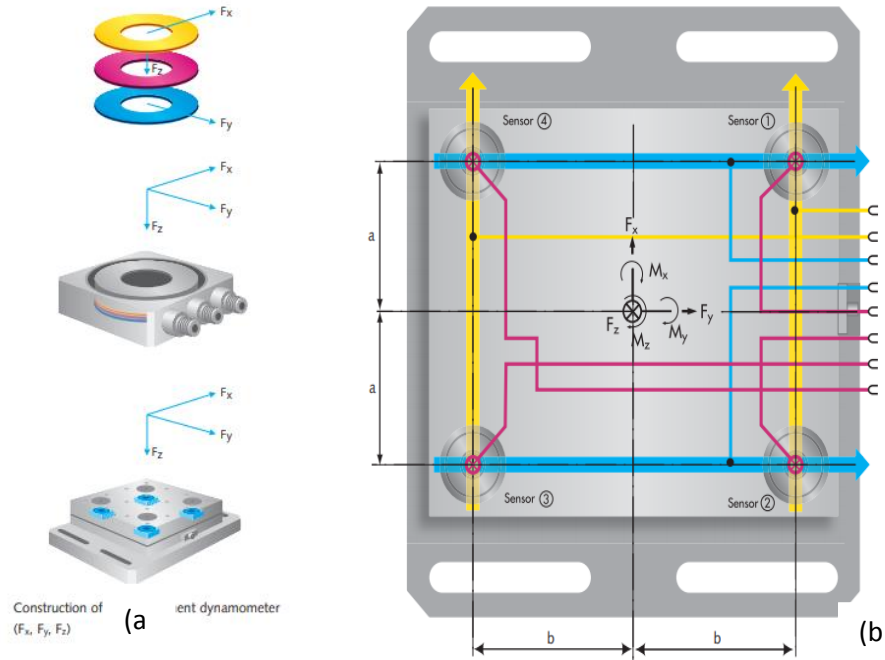 Fx
Fz
Fy
Fx
Fy
Fz
Fx
Fy
Fz
Construction of
ent dynamometer
(Fx, Fy, Fz)
(a
Sensor ④
Sensor ①
a
Fx
Mx
Fz
Mz
My
Fy
a
Sensor ③
Sensor ②
b
b
(b